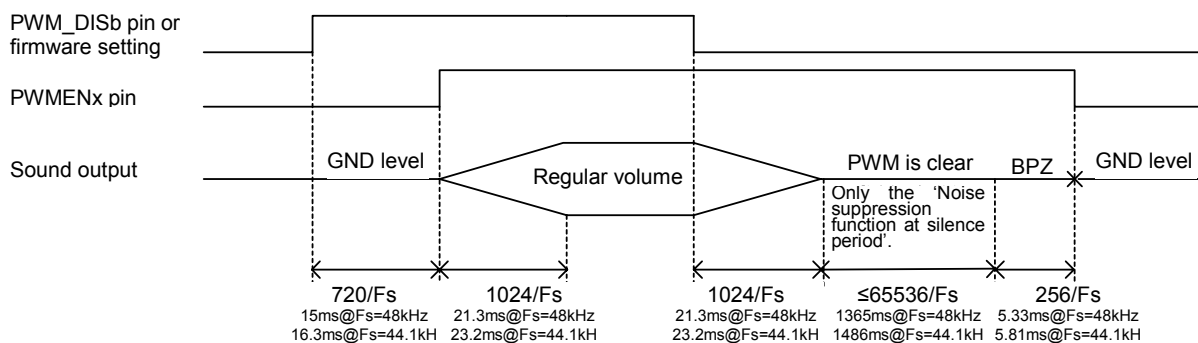 PWM_DISb pin or
firmware setting
PWMENx pin
Sound output
GND level
Regular volume
PWM is clear
BPZ
GND level
Only the 'Noise
suppression
function at silence
period'.
720/Fs
15ms@Fs=48kHz
16.3ms@Fs=44.1kH
1024/Fs
21.3ms@Fs=48kHz
23.2ms@Fs=44.1kH
1024/Fs
21.3ms@Fs=48kHz
23.2ms@Fs=44.1kH
≤65536/Fs
1365ms@Fs=48kHz
1486ms@Fs=44.1kH
256/Fs
5.33ms@Fs=48kHz
5.81ms@Fs=44.1kH